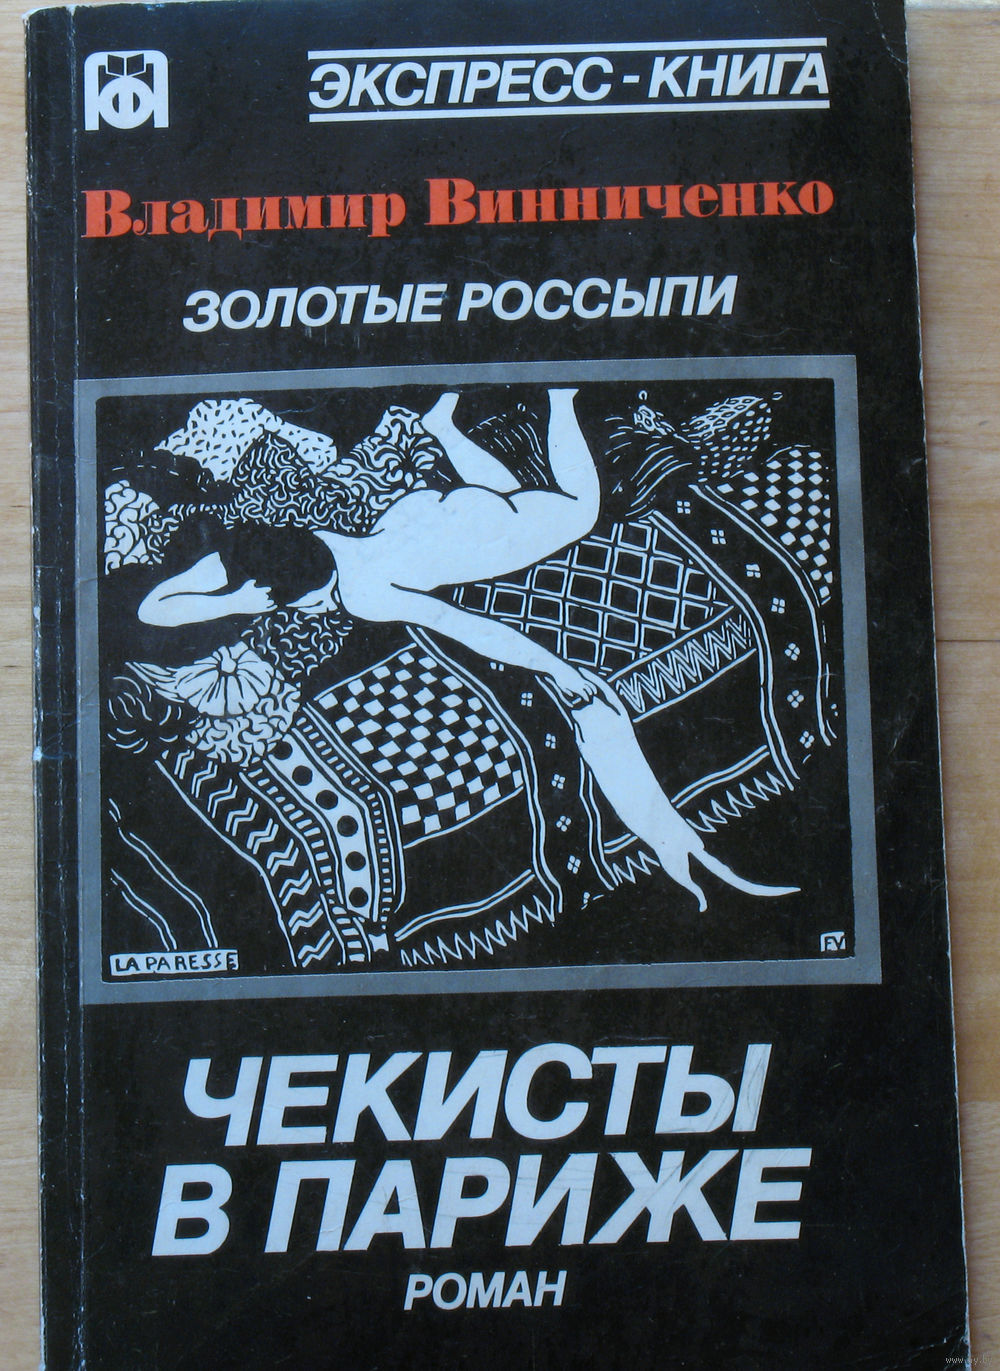 ЭКСПРЕСС-КНИГА
Владимир Винниченко
ЗОЛОТЫЕ РОССЫПИ
LA PARESSE
FV
ЧЕКИСТЫ
В ПАРИЖЕ
РОМАН